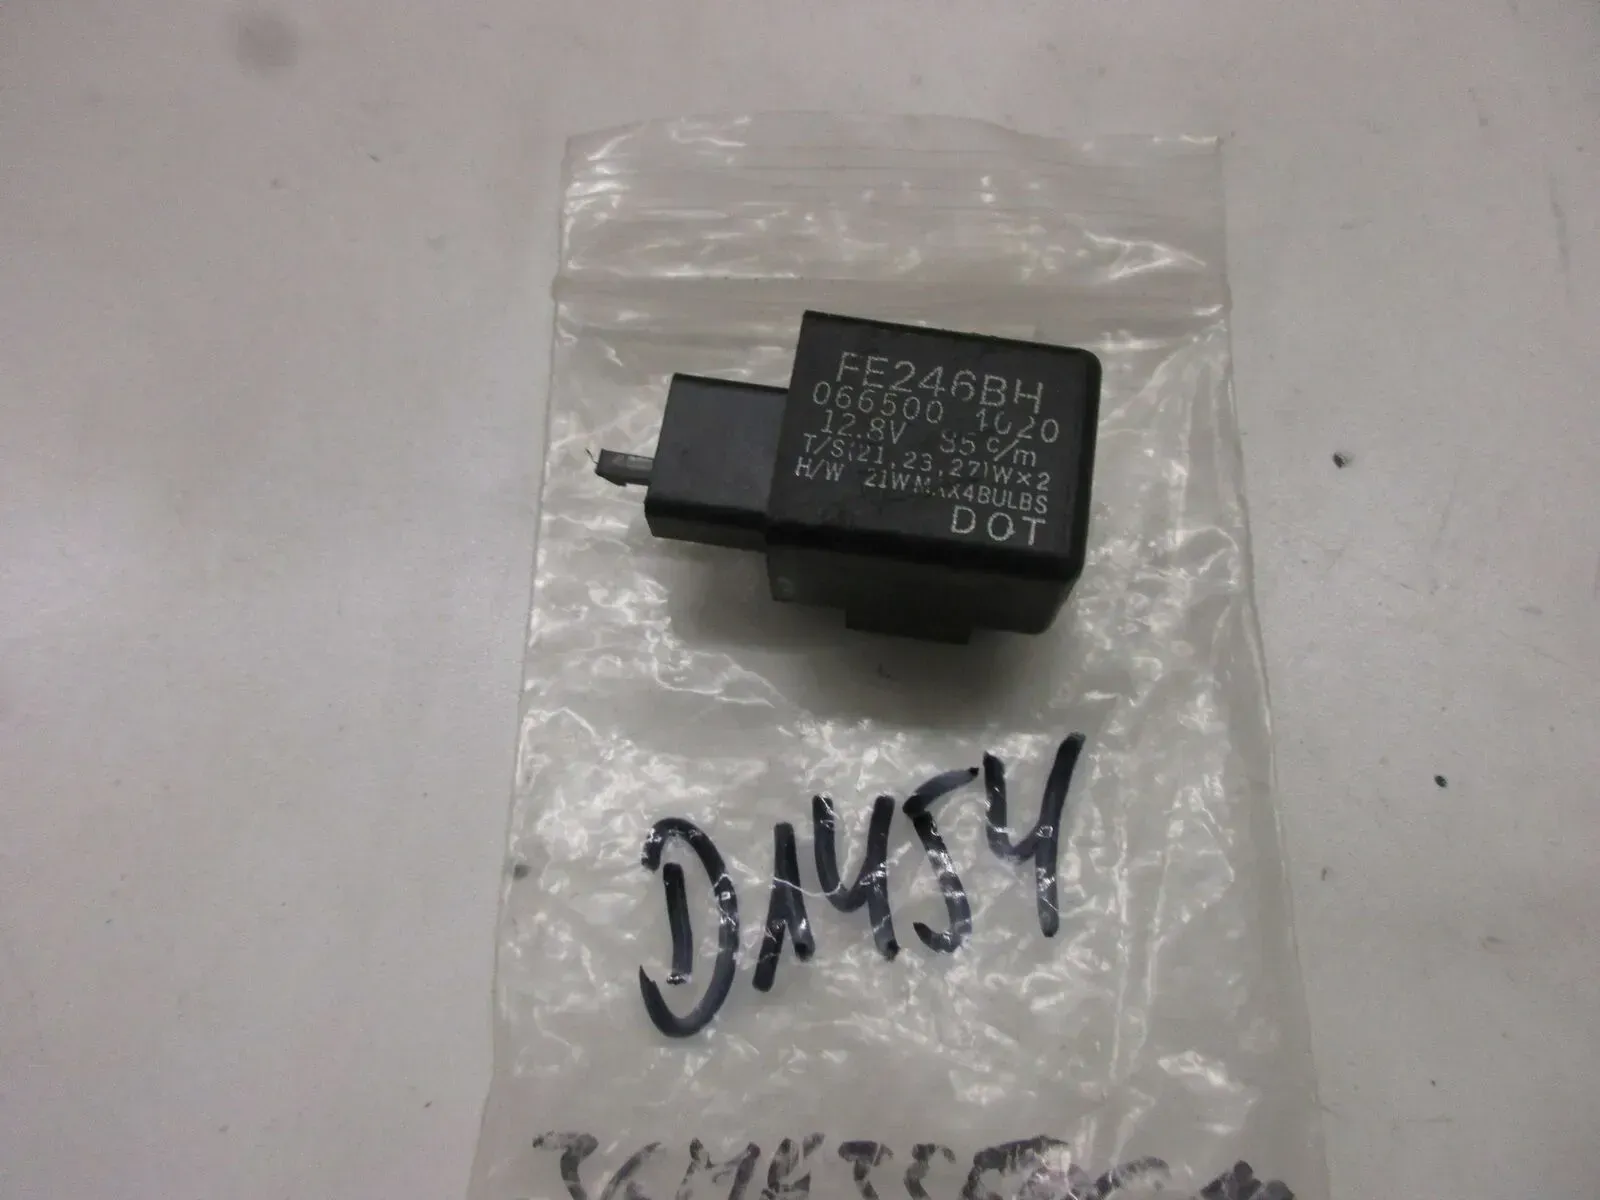 FE246BH
066500 1020
12.8V 85c/m
T/S(21,23,27)W×2
H/W 21WMAX4BULBS
DOT
D1454